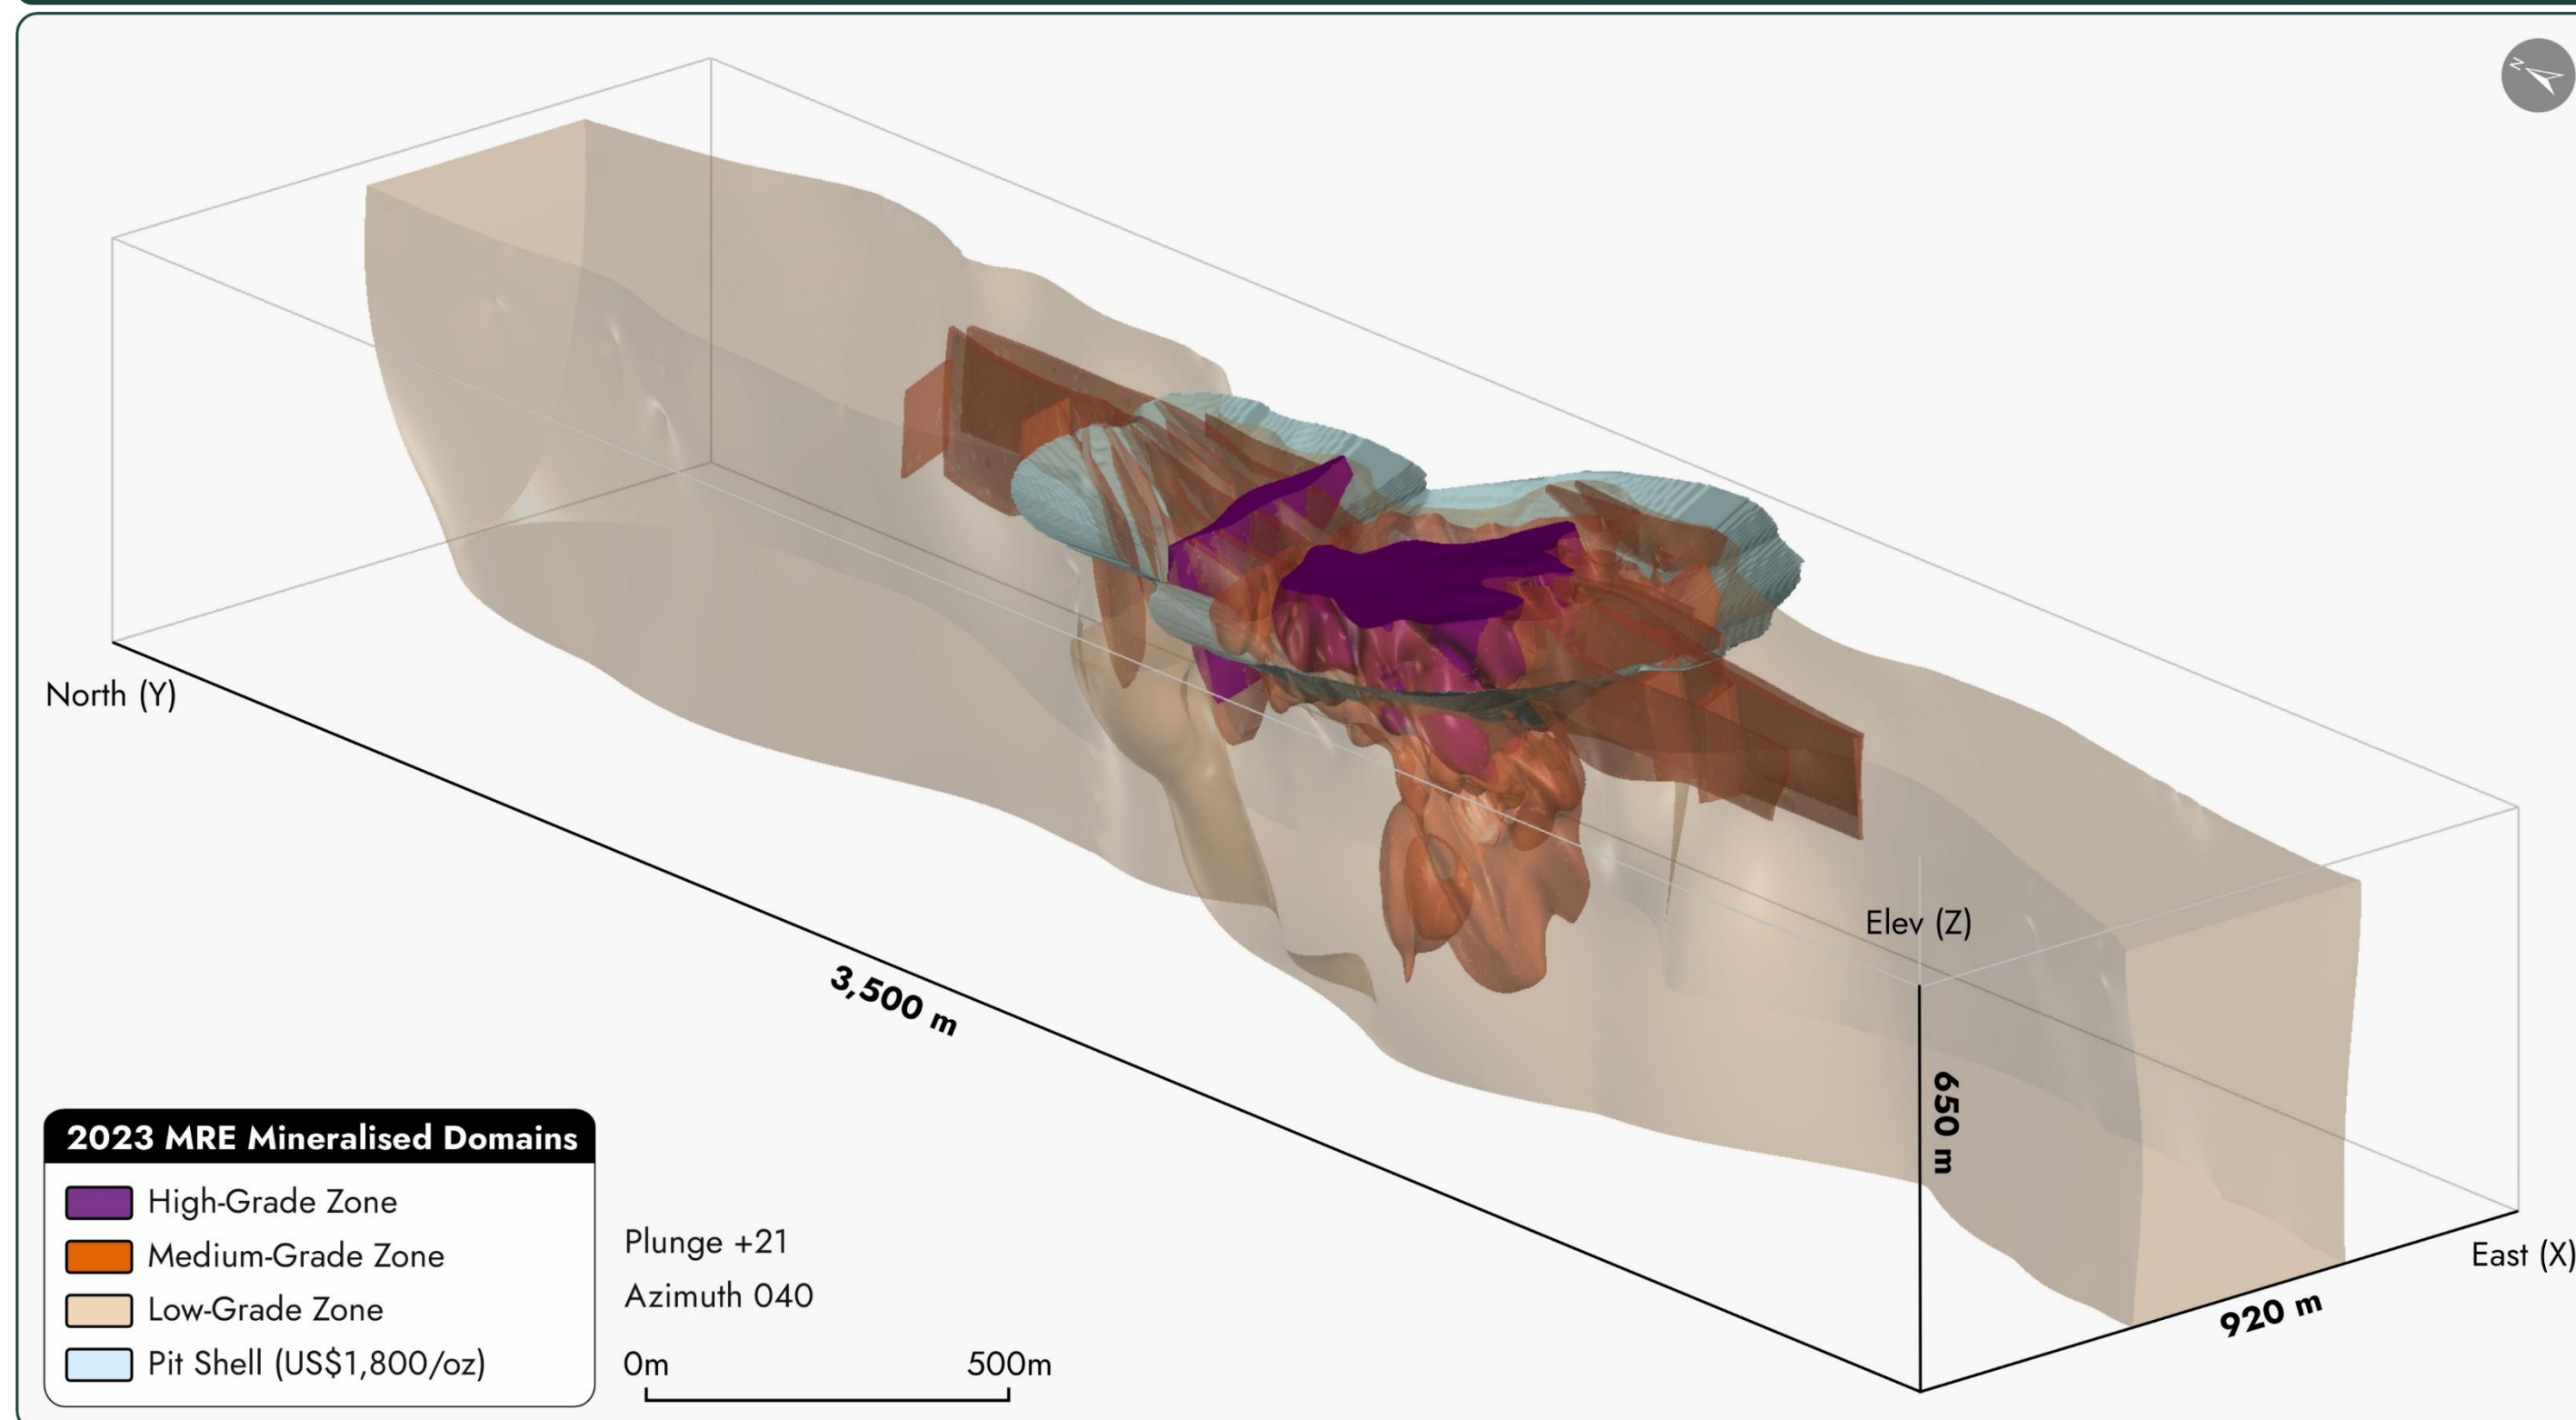 N
North (Y)
Elev (Z)
3,500 m
650 m
East (X)
920 m
2023 MRE Mineralised Domains
High-Grade Zone
Medium-Grade Zone
Low-Grade Zone
Pit Shell (US$1,800/oz)
Plunge +21
Azimuth 040
0m 500m